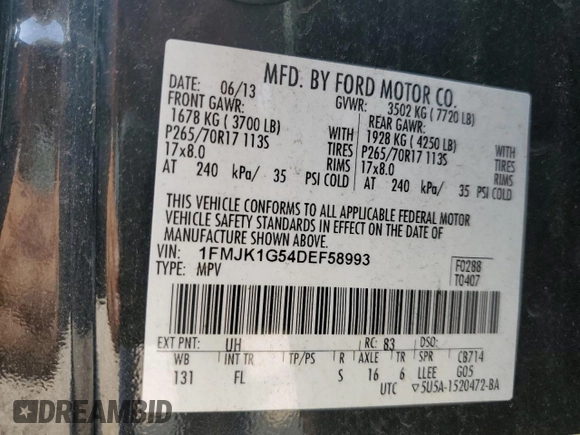 MFD. BY FORD MOTOR CO.
DATE: 06/13 GVWR: 3502 KG ( 7720 LB)
FRONT GAWR: REAR GAWR:
1678 KG ( 3700 LB) WITH 1928 KG ( 4250 LB) WITH
P265/70R17 113S TIRES P265/70R17 113S TIRES
17x8.0 RIMS 17x8.0 RIMS
AT 240 kPa/ 35 PSI COLD AT 240 kPa/ 35 PSI COLD
THIS VEHICLE CONFORMS TO ALL APPLICABLE FEDERAL MOTOR
VEHICLE SAFETY STANDARDS IN EFFECT ON THE DATE OF
MANUFACTURE SHOWN ABOVE.
VIN: 1FMJK1G54DEF58993 F0288
TYPE: MPV T0407
EXT PNT: UH RC: 83 DSO:
WB INT TR TP/PS R AXLE TR SPR CB714
131 FL S 16 6 LLEE G05
UTC ▽5U5A-1520472-BA
DREAMBID